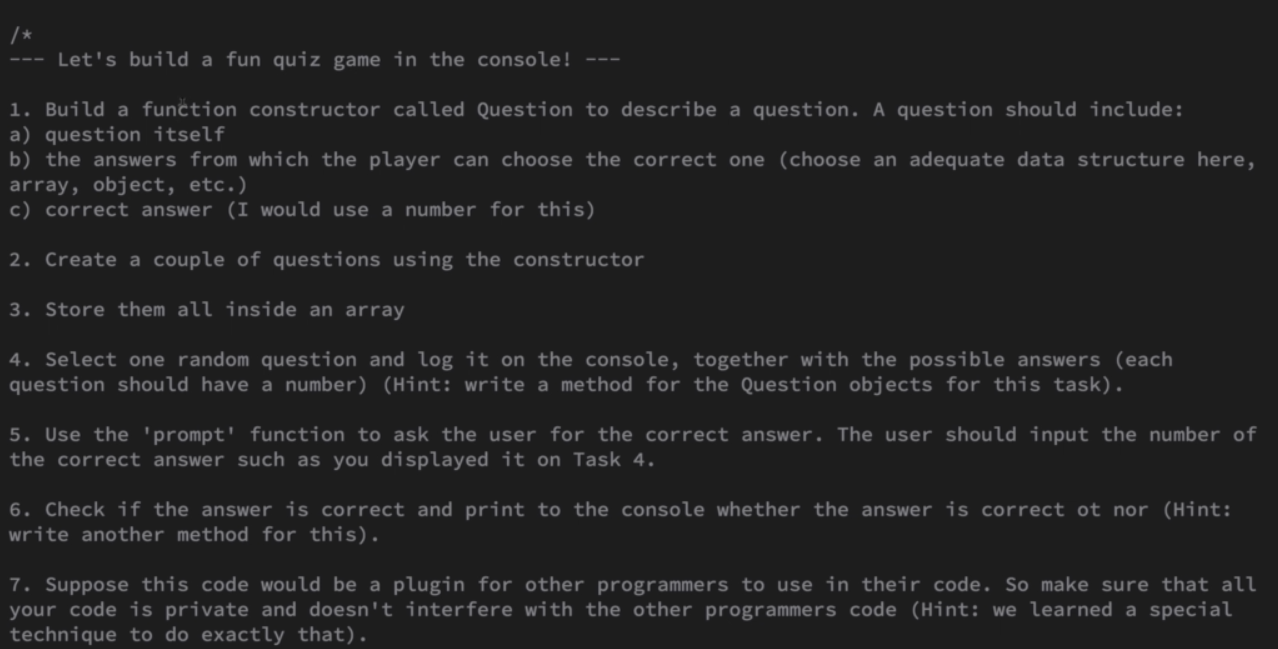 /*
--- Let's build a fun quiz game in the console! ---
1. Build a function constructor called Question to describe a question. A question should include:
a) question itself
b) the answers from which the player can choose the correct one (choose an adequate data structure here,
array, object, etc.)
c) correct answer (I would use a number for this)
2. Create a couple of questions using the constructor
3. Store them all inside an array
4. Select one random question and log it on the console, together with the possible answers (each
question should have a number) (Hint: write a method for the Question objects for this task).
5. Use the 'prompt' function to ask the user for the correct answer. The user should input the number of
the correct answer such as you displayed it on Task 4.
6. Check if the answer is correct and print to the console whether the answer is correct ot nor (Hint:
write another method for this).
7. Suppose this code would be a plugin for other programmers to use in their code. So make sure that all
your code is private and doesn't interfere with the other programmers code (Hint: we learned a special
technique to do exactly that).